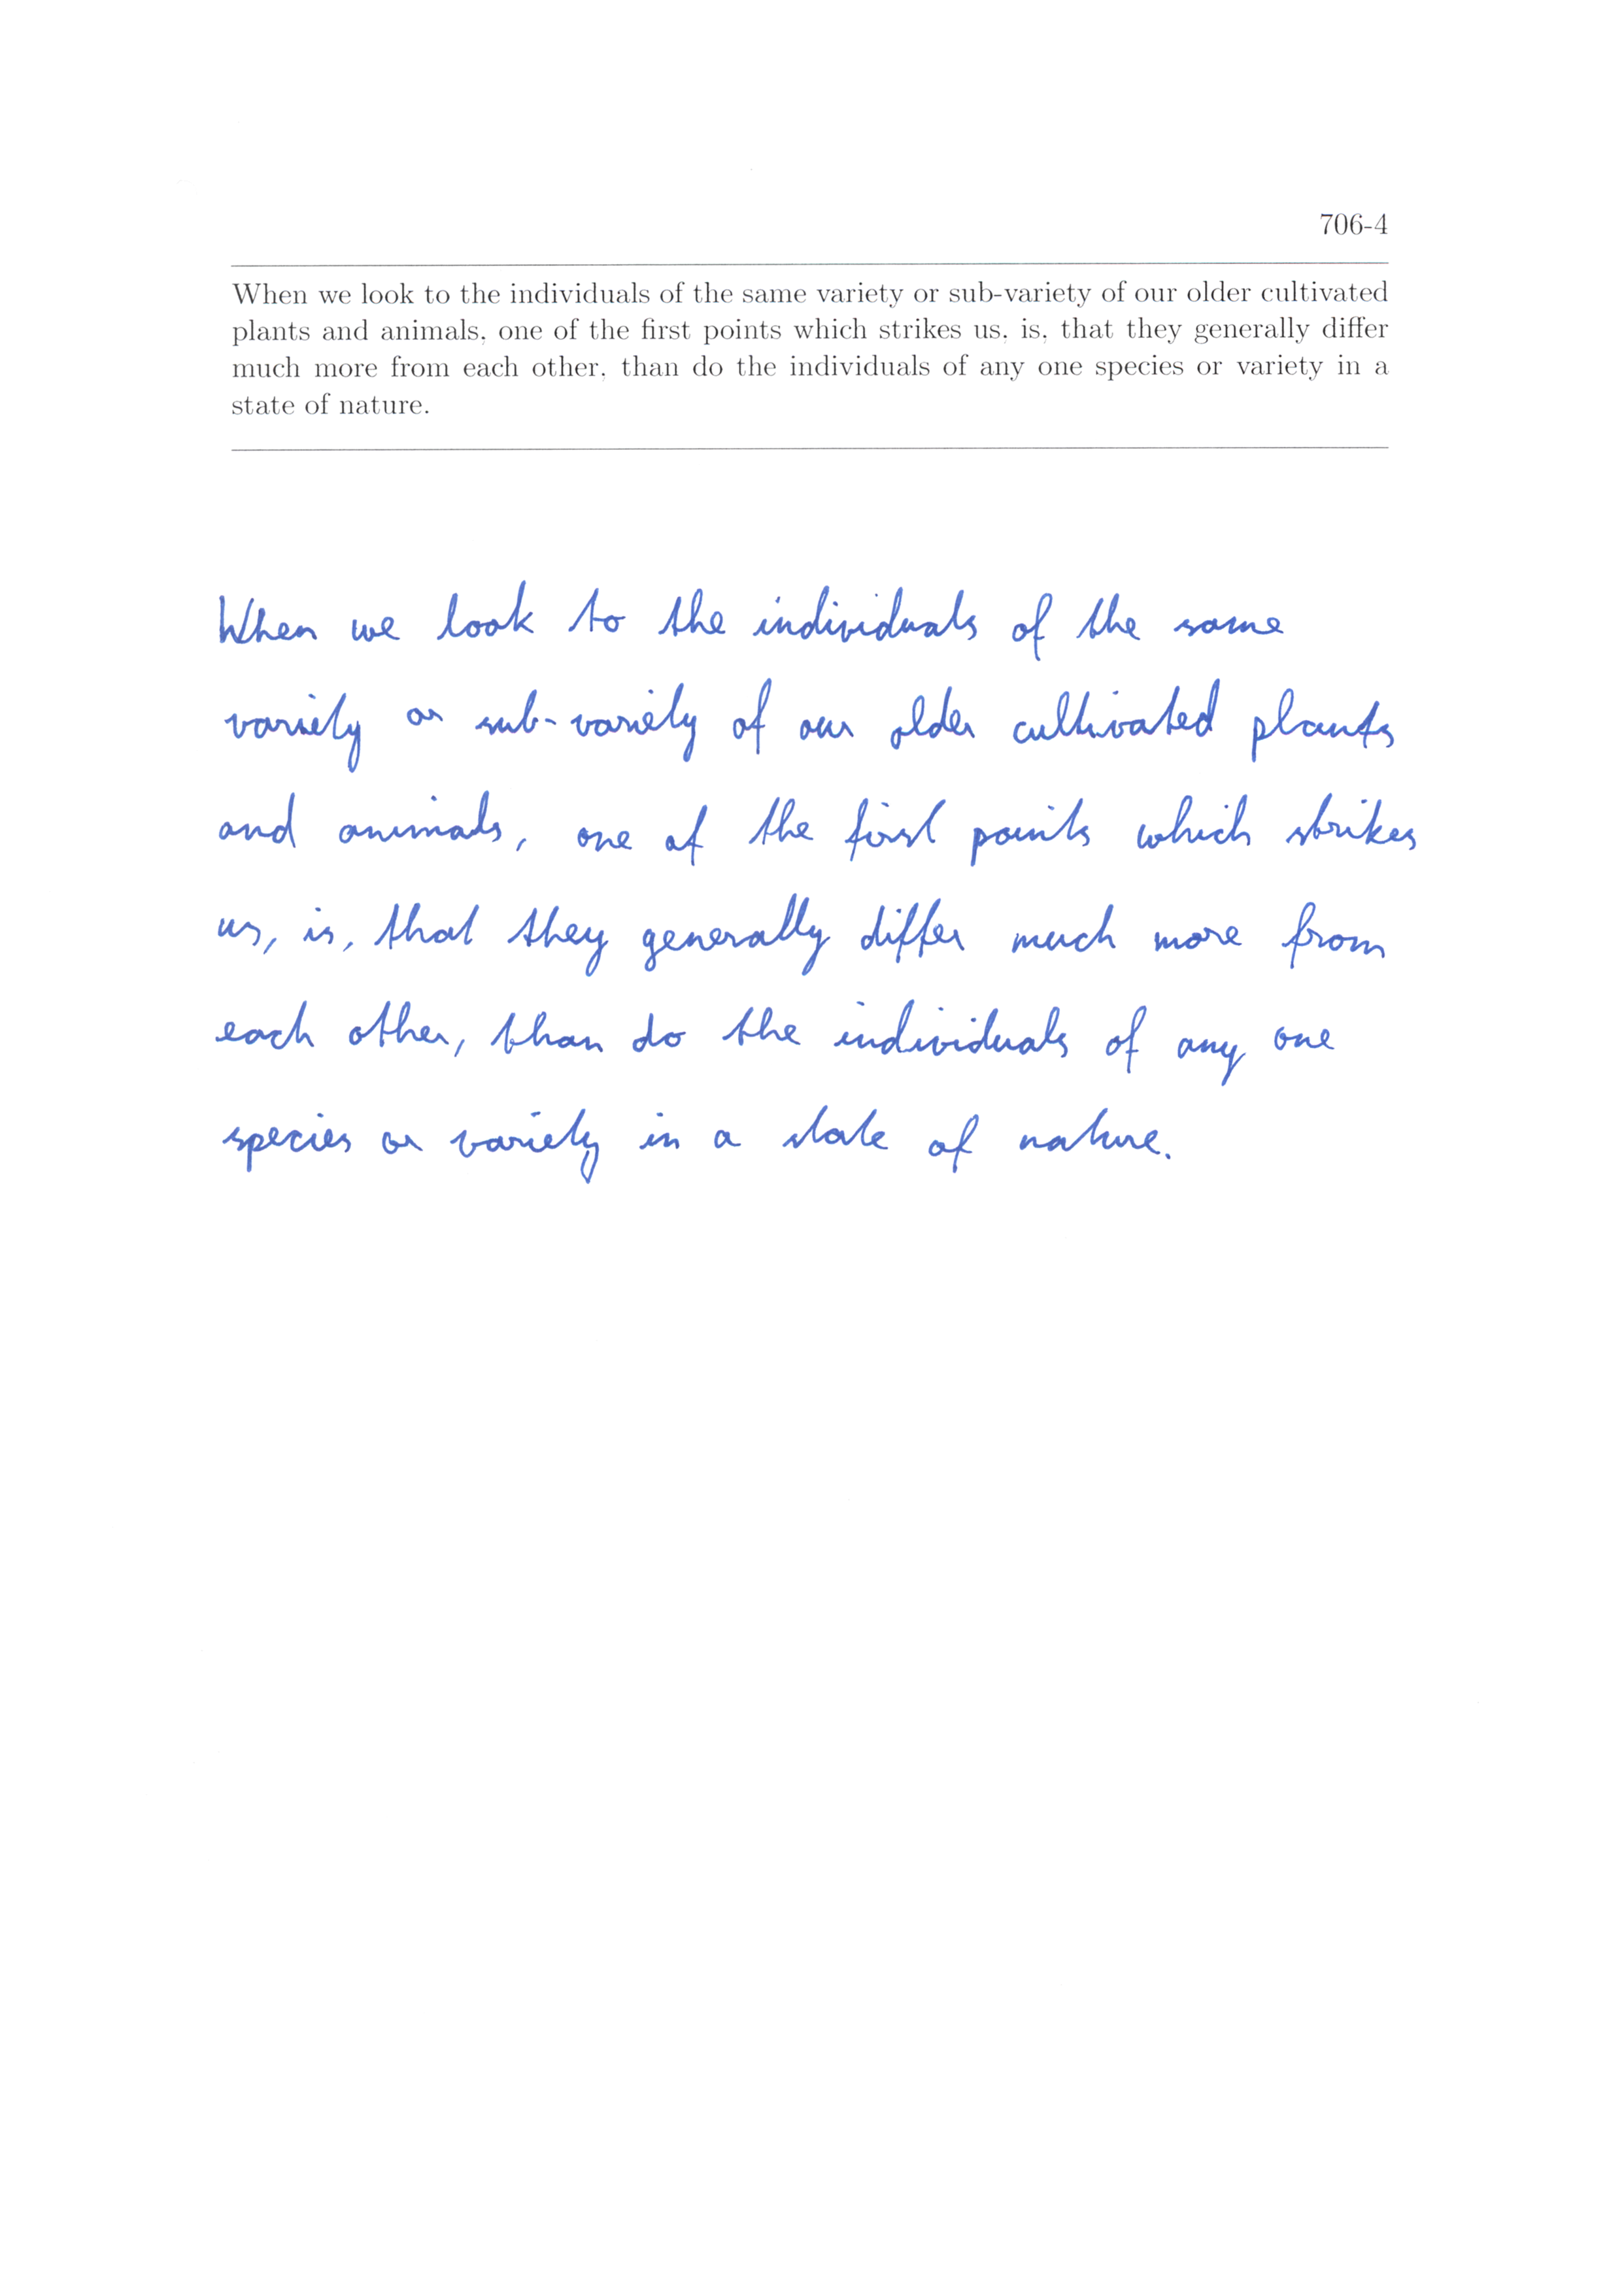 706-4
When we look to the individuals of the same variety or sub-variety of our older cultivated
plants and animals, one of the first points which strikes us, is, that they generally differ
much more from each other, than do the individuals of any one species or variety in a
state of nature.
When we look to the individuals of the same
variety or sub-variety of our older cultivated plants
and animals, one of the first points which strikes
us, is, that they generally differ much more from
each other, than do the individuals of any one
species or variety in a state of nature.